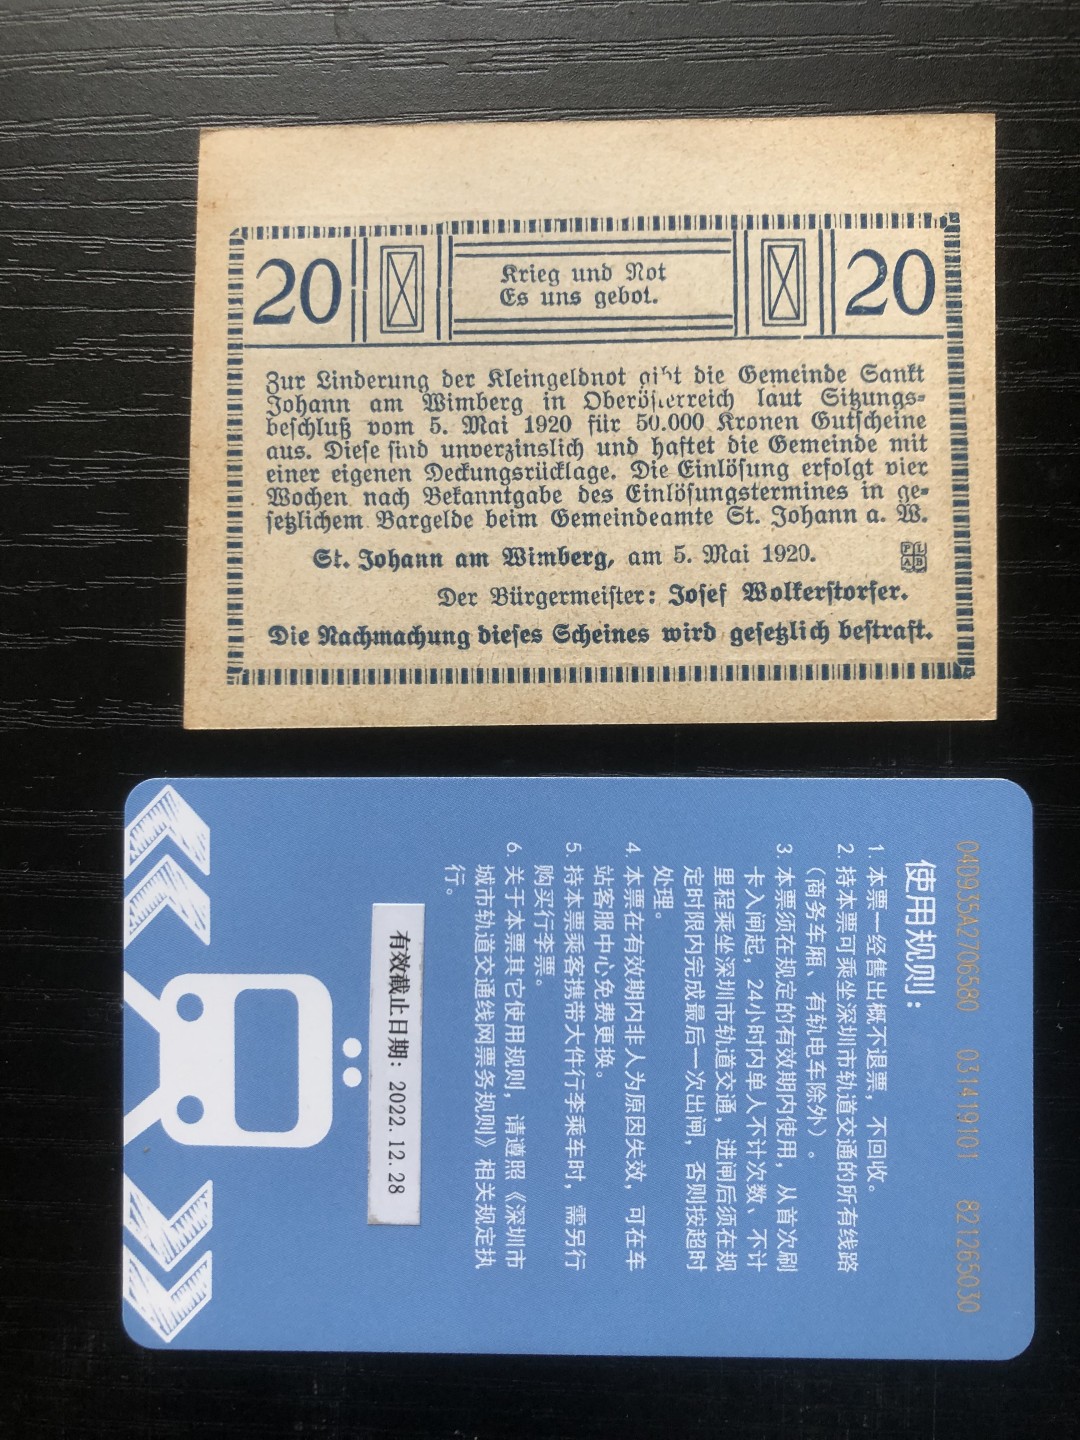 20
Krieg und Not
Es uns gebot.
20
Zur Linderung der Kleingeldnot gibt die Gemeinde Sankt
Johann am Wimberg in Oberösterreich laut Sitzungs-
beschluß vom 5. Mai 1920 für 50.000 Kronen Gutscheine
aus. Diese sind unverzinslich und haftet die Gemeinde mit
einer eigenen Deckungsrücklage. Die Einlösung erfolgt vier
Wochen nach Bekanntgabe des Einlösungstermines in ge-
setzlichem Bargelde beim Gemeindeamte St. Johann a. W.
St. Johann am Wimberg, am 5. Mai 1920.
Der Bürgermeister: Josef Wolkerstorfer.
Die Nachmachung dieses Scheines wird gesetzlich bestraft.
04D935A2706580 031419101 821265030
使用规则：
1. 本票一经售出概不退票，不回收。
2. 持本票可乘坐深圳市轨道交通的所有线路
（商务车厢、有轨电车除外）。
3. 本票须在规定的有效期内使用，从首次刷
卡入闸起，24小时内单人不计次数、不计
里程乘坐深圳市轨道交通，进闸后须在规
定时限内完成最后一次出闸，否则按超时
处理。
4. 本票在有效期内非人为原因失效，可在车
站客服中心免费更换。
5. 持本票乘客携带大件行李乘车时，需另行
购买行李票。
6. 关于本票其它使用规则，请遵照《深圳市
城市轨道交通线网票务规则》相关规定执
行。
有效截止日期：2022.12.28